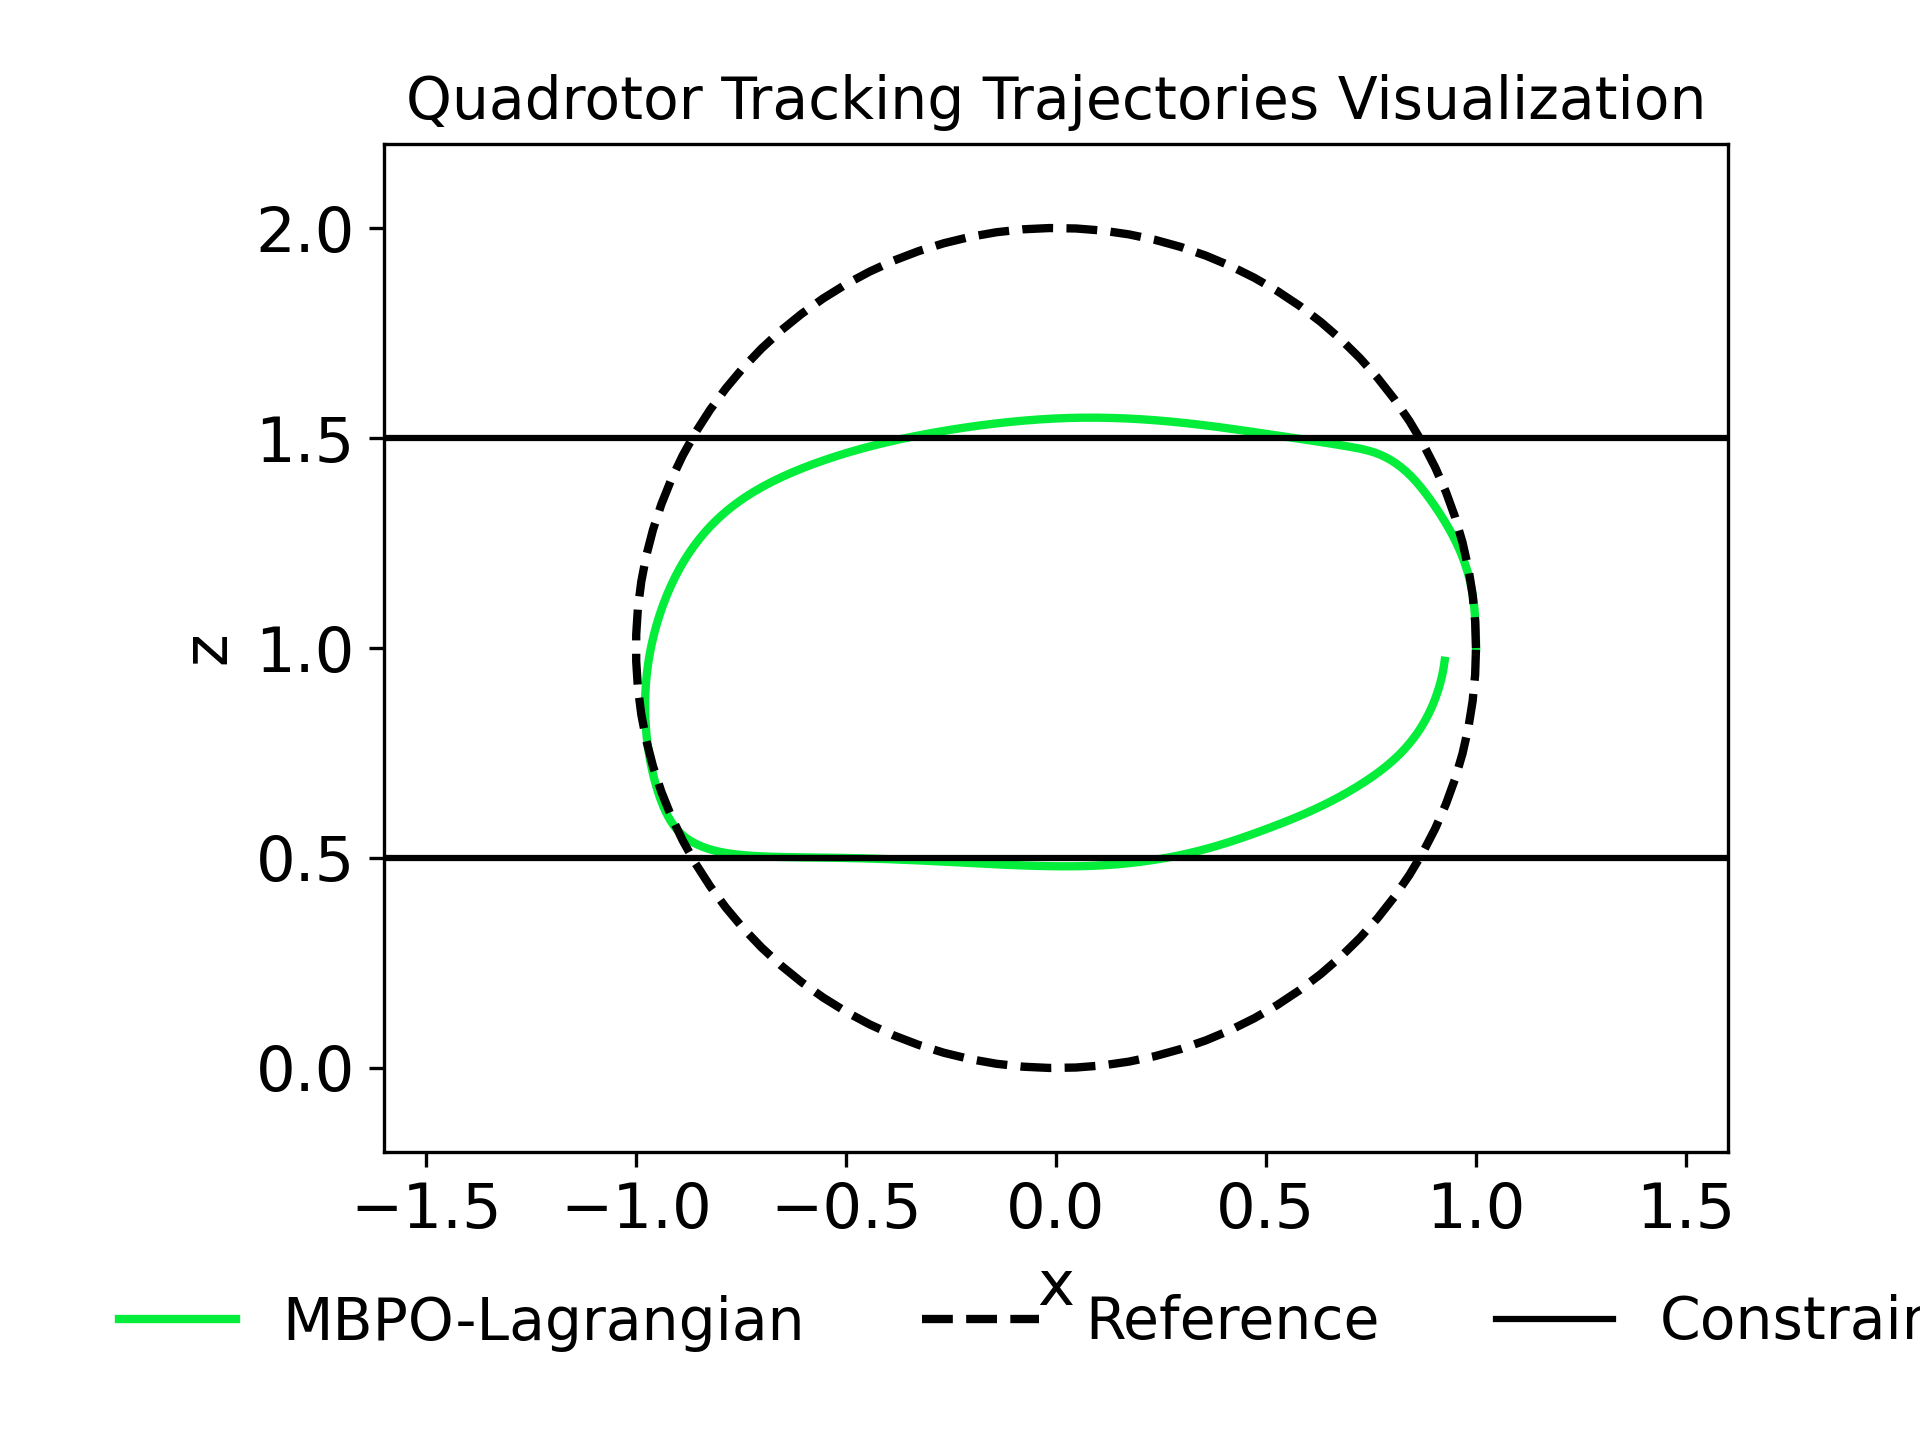 Quadrotor Tracking Trajectories Visualization
2.0
1.5
1.0
0.5
0.0
z
−1.5 −1.0 −0.5 0.0 0.5 1.0 1.5
x
MBPO-Lagrangian Reference